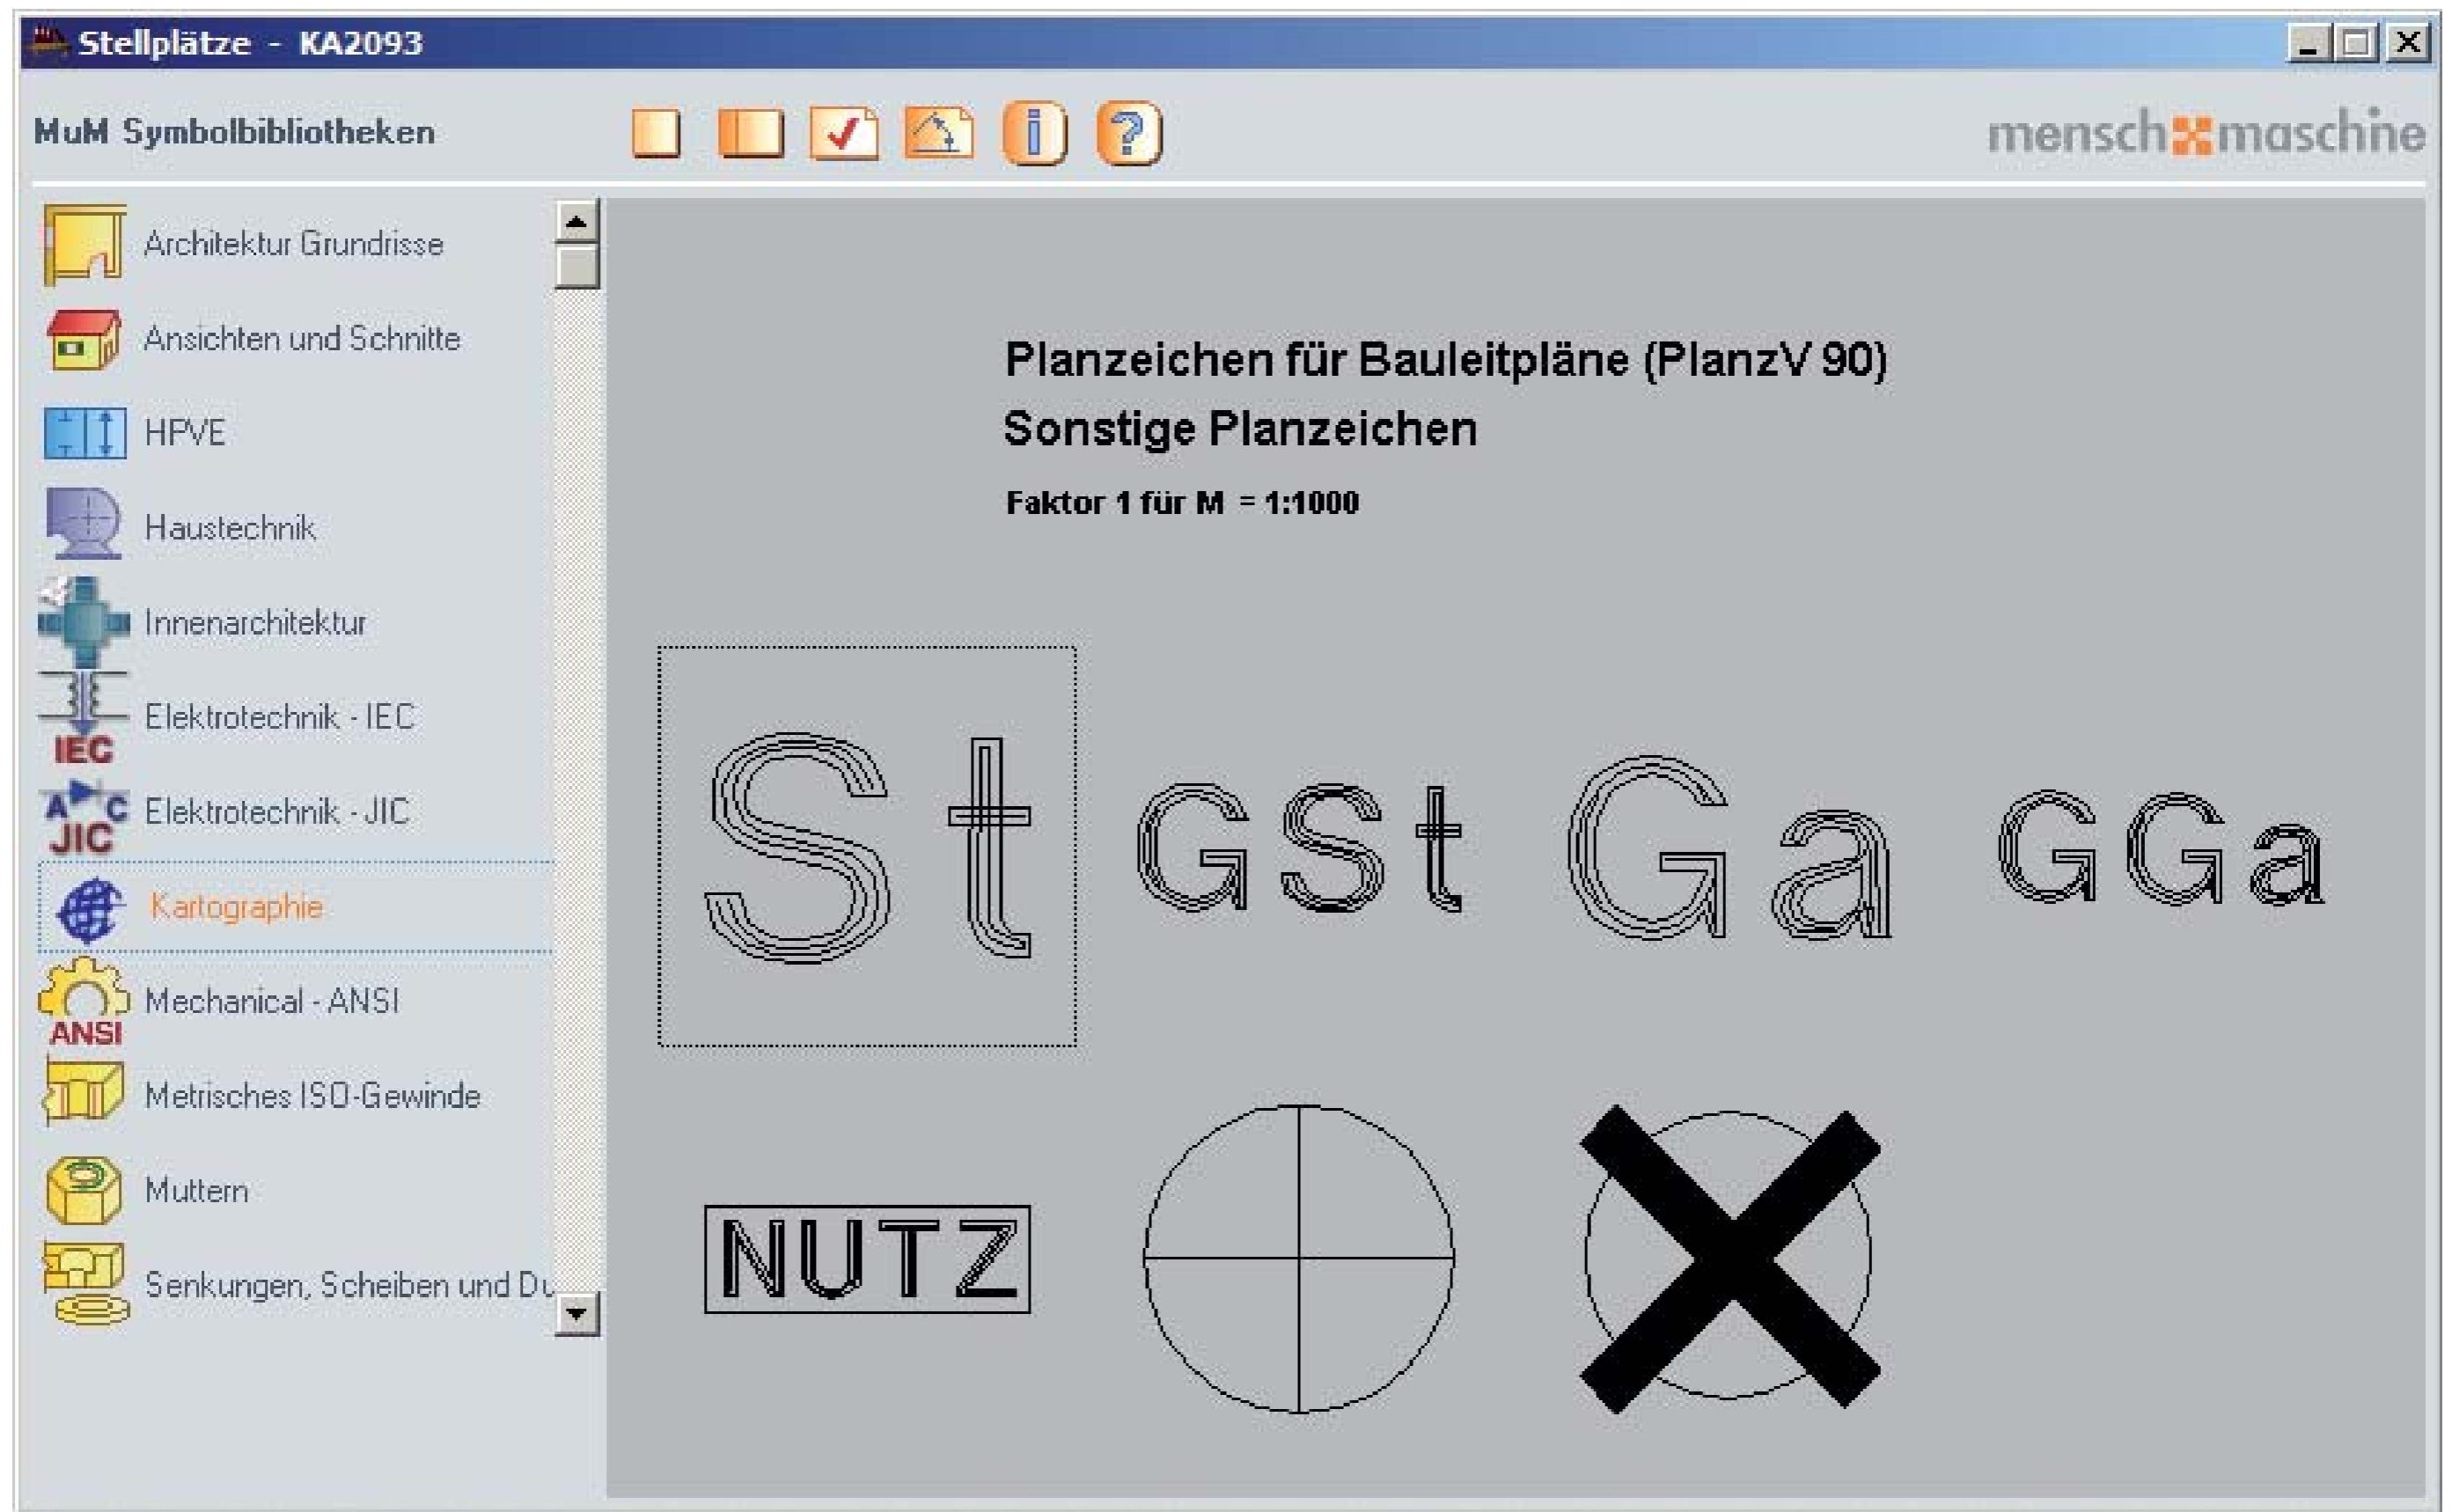 Stellplätze - KA2093
MuM Symbolbibliotheken
i
?
mensch maschine
Architektur Grundrisse
Ansichten und Schnitte
HPVE
Haustechnik
Innenarchitektur
IEC
Elektrotechnik - IEC
A C
JIC
Elektrotechnik - JIC
Kartographie
ANSI
Mechanical - ANSI
Metrisches ISO-Gewinde
Muttern
Senkungen, Scheiben und Du
Planzeichen für Bauleitpläne (PlanzV 90)
Sonstige Planzeichen
Faktor 1 für M = 1:1000
St GSt Ga GGa
NUTZ